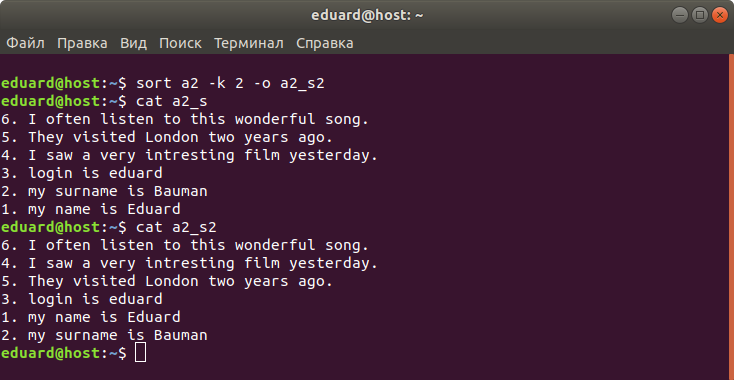 eduard@host: ~
Файл Правка Вид Поиск Терминал Справка
eduard@host:~$ sort a2 -k 2 -o a2_s2
eduard@host:~$ cat a2_s
6. I often listen to this wonderful song.
5. They visited London two years ago.
4. I saw a very intresting film yesterday.
3. login is eduard
2. my surname is Bauman
1. my name is Eduard
eduard@host:~$ cat a2_s2
6. I often listen to this wonderful song.
4. I saw a very intresting film yesterday.
5. They visited London two years ago.
3. login is eduard
1. my name is Eduard
2. my surname is Bauman
eduard@host:~$